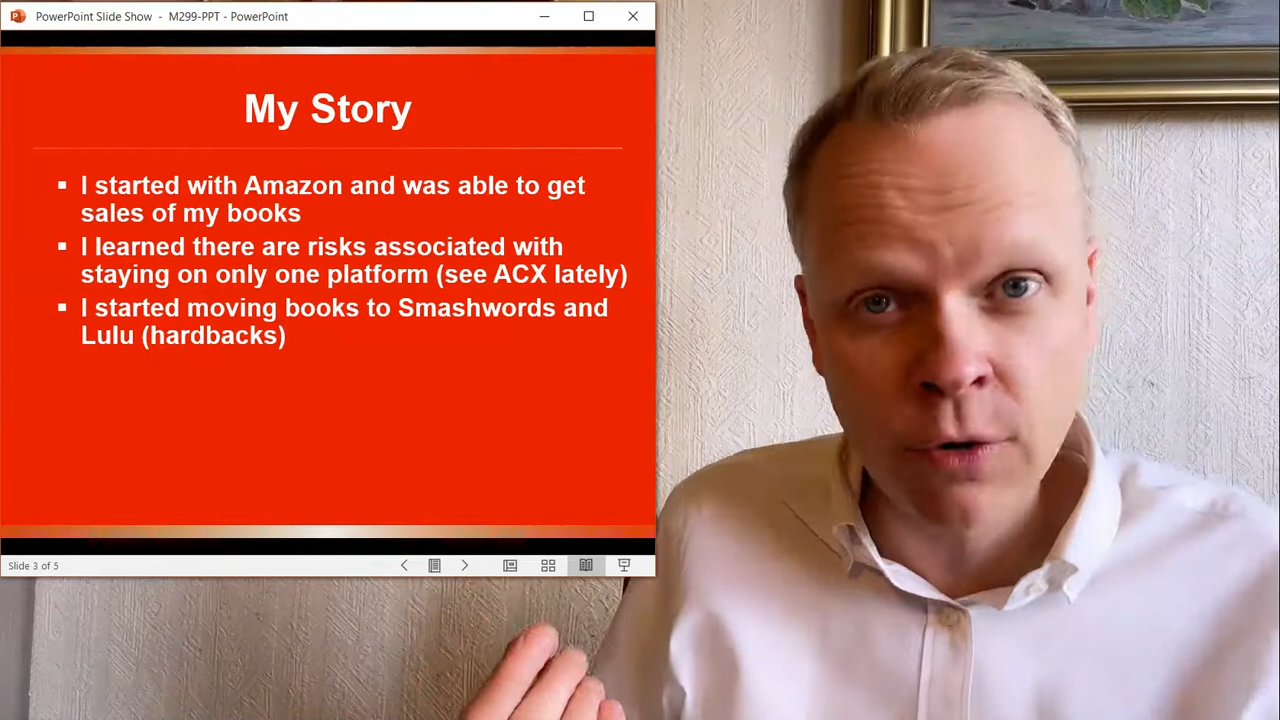 PowerPoint Slide Show - M299-PPT - PowerPoint
My Story
▪ I started with Amazon and was able to get
sales of my books
▪ I learned there are risks associated with
staying on only one platform (see ACX lately)
▪ I started moving books to Smashwords and
Lulu (hardbacks)
Slide 3 of 5